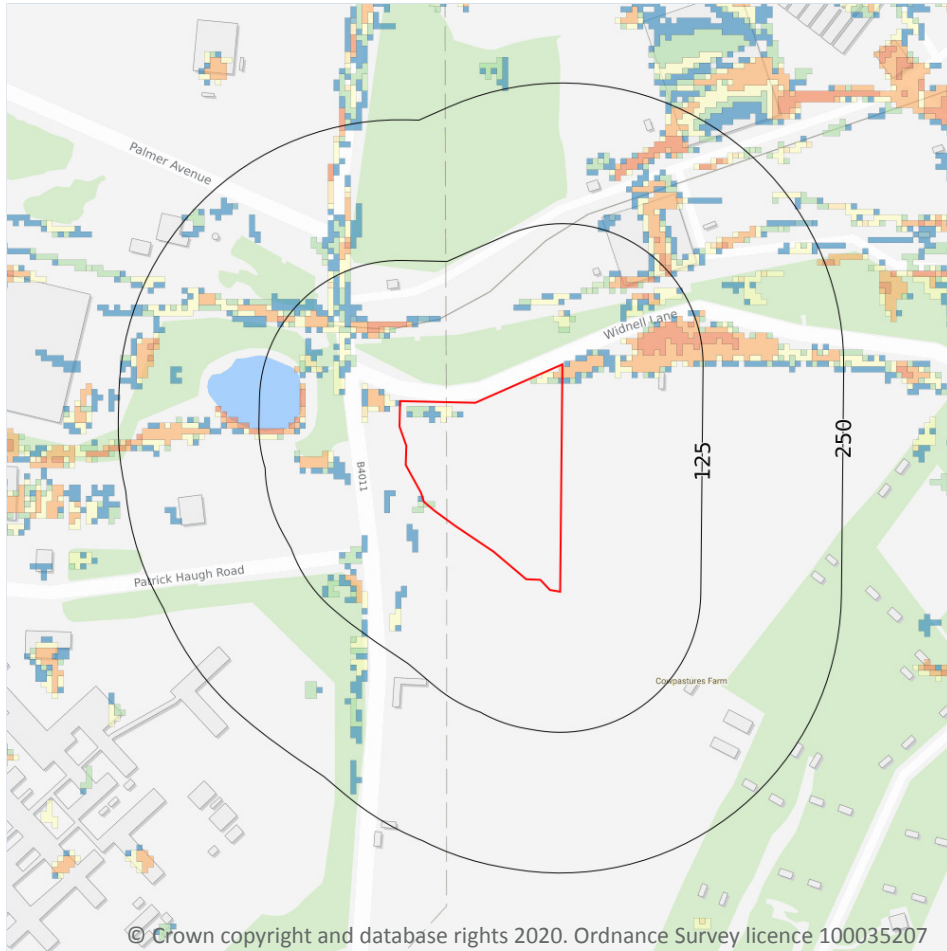 Palmer Avenue
Widnell Lane
125
250
B4011
Patrick Haugh Road
Cowpastures Farm
© Crown copyright and database rights 2020. Ordnance Survey licence 100035207